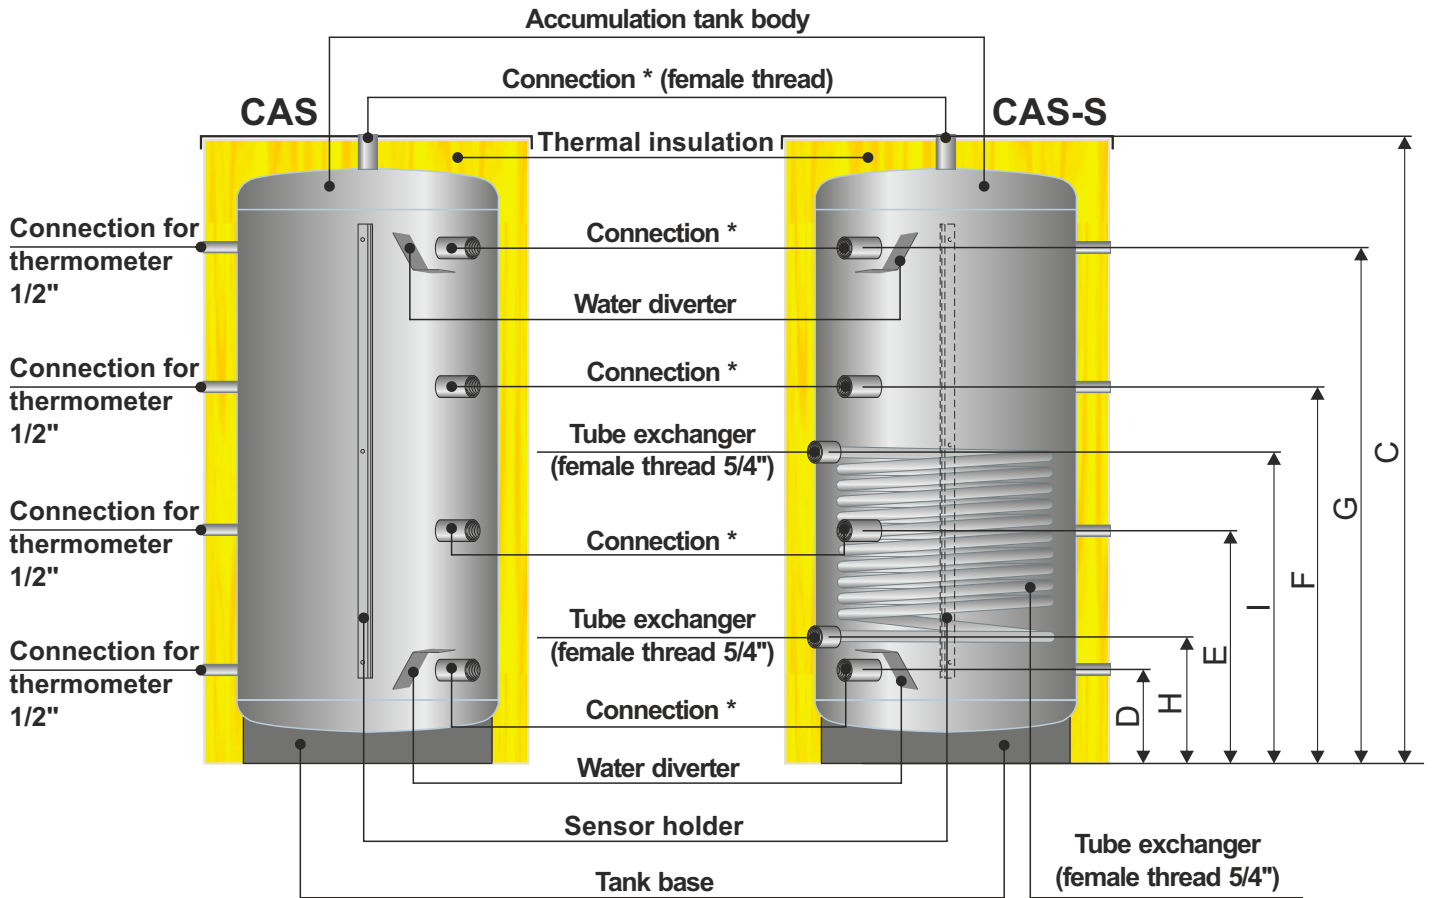 Accumulation tank body
Connection * (female thread)
CAS
CAS-S
Thermal insulation
Connection for
thermometer
1/2"
Connection *
Water diverter
Connection for
thermometer
1/2"
Connection *
Tube exchanger
(female thread 5/4")
Connection for
thermometer
1/2"
Connection *
Tube exchanger
(female thread 5/4")
Connection for
thermometer
1/2"
Connection *
Water diverter
Sensor holder
Tank base
Tube exchanger
(female thread 5/4")
D
H
E
I
F
G
C